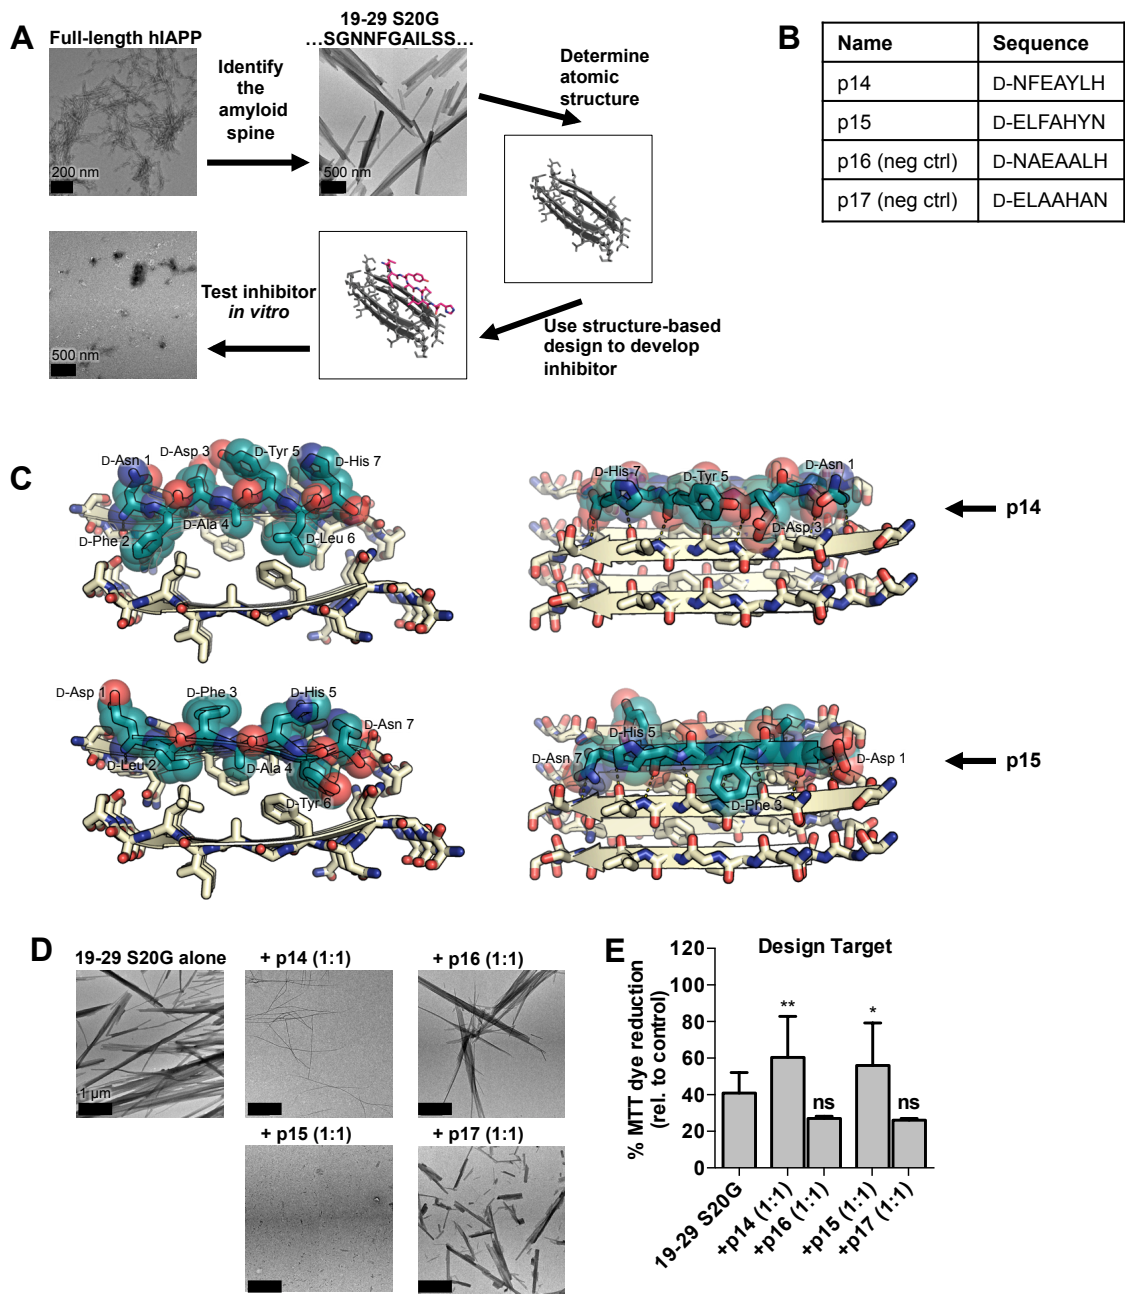 A
Full-length hIAPP
200 nm
Identify
the
amyloid
spine
19-29 S20G
...SGNNFGAILSS...
500 nm
Determine
atomic
structure
Use structure-based
design to develop
inhibitor
Test inhibitor
in vitro
500 nm
B
Name Sequence
p14 D-NFEAYLH
p15 D-ELFAHYN
p16 (neg ctrl) D-NAEAALH
p17 (neg ctrl) D-ELAAHAN
C
D-Asn 1
D-Asp 3
D-Tyr 5
D-His 7
D-Phe 2
D-Ala 4
D-Leu 6
D-His 7
D-Tyr 5
D-Asn 1
D-Asp 3
p14
D-Asp 1
D-Phe 3
D-His 5
D-Asn 7
D-Leu 2
D-Ala 4
D-Tyr 6
D-His 5
D-Asn 7
D-Asp 1
D-Phe 3
p15
D
19-29 S20G alone
1 µm
+ p14 (1:1)
+ p16 (1:1)
+ p15 (1:1)
+ p17 (1:1)
E
Design Target
% MTT dye reduction
(rel. to control)
120
100
80
60
40
20
0
**
ns
*
ns
19-29 S20G
+p14 (1:1)
+p16 (1:1)
+p15 (1:1)
+p17 (1:1)